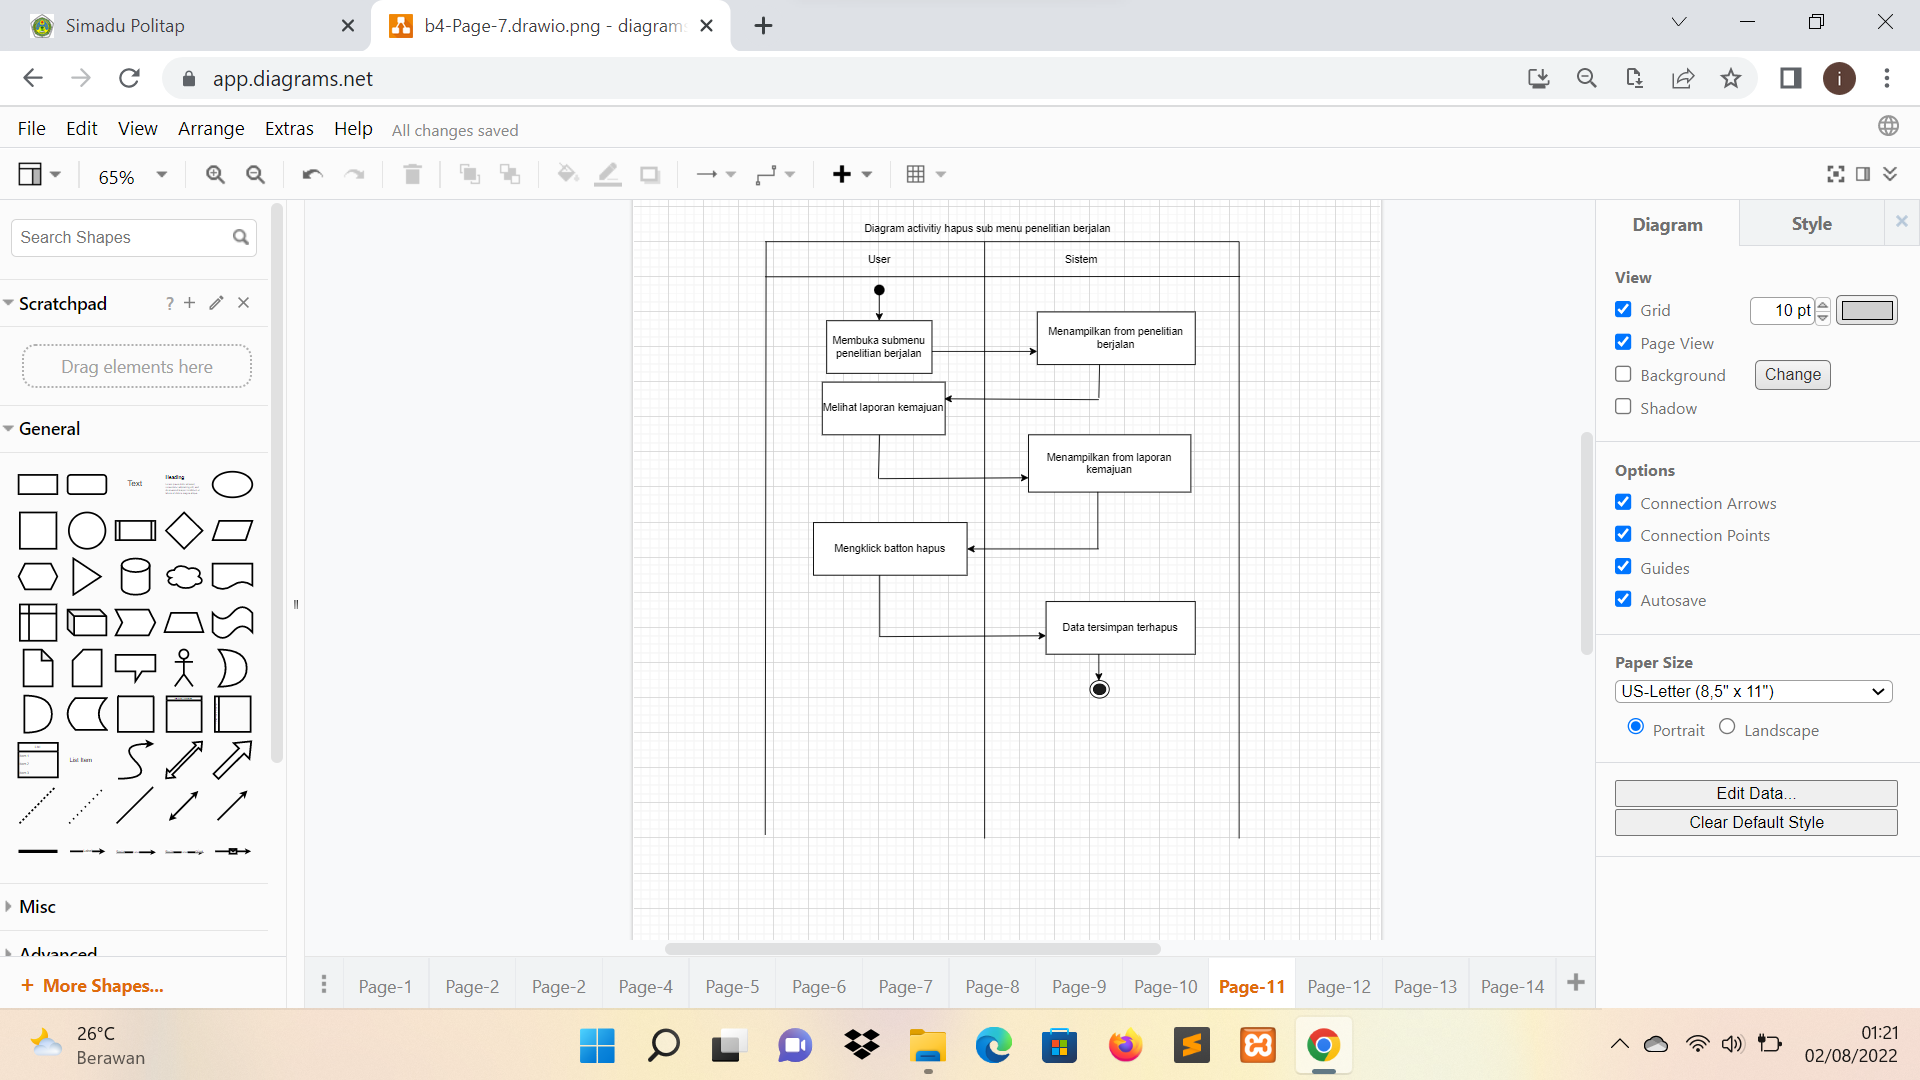 Simadu Politap
b4-Page-7.drawio.png - diagrams
app.diagrams.net
i
File Edit View Arrange Extras Help All changes saved
65%
Search Shapes
Scratchpad
?
Drag elements here
General
Text
Heading
List Item
Misc
Advanced
+ More Shapes...
Diagram activitiy hapus sub menu penelitian berjalan
User
Sistem
Membuka submenu
penelitian berjalan
Menampilkan from penelitian
berjalan
Melihat laporan kemajuan
Menampilkan from laporan
kemajuan
Mengklick batton hapus
Data tersimpan terhapus
Diagram
Style
View
Grid
10 pt
Page View
Background
Change
Shadow
Options
Connection Arrows
Connection Points
Guides
Autosave
Paper Size
US-Letter (8,5" x 11")
Portrait
Landscape
Edit Data...
Clear Default Style
Page-1 Page-2 Page-2 Page-4 Page-5 Page-6 Page-7 Page-8 Page-9 Page-10 Page-11 Page-12 Page-13 Page-14
26°C
Berawan
01:21
02/08/2022